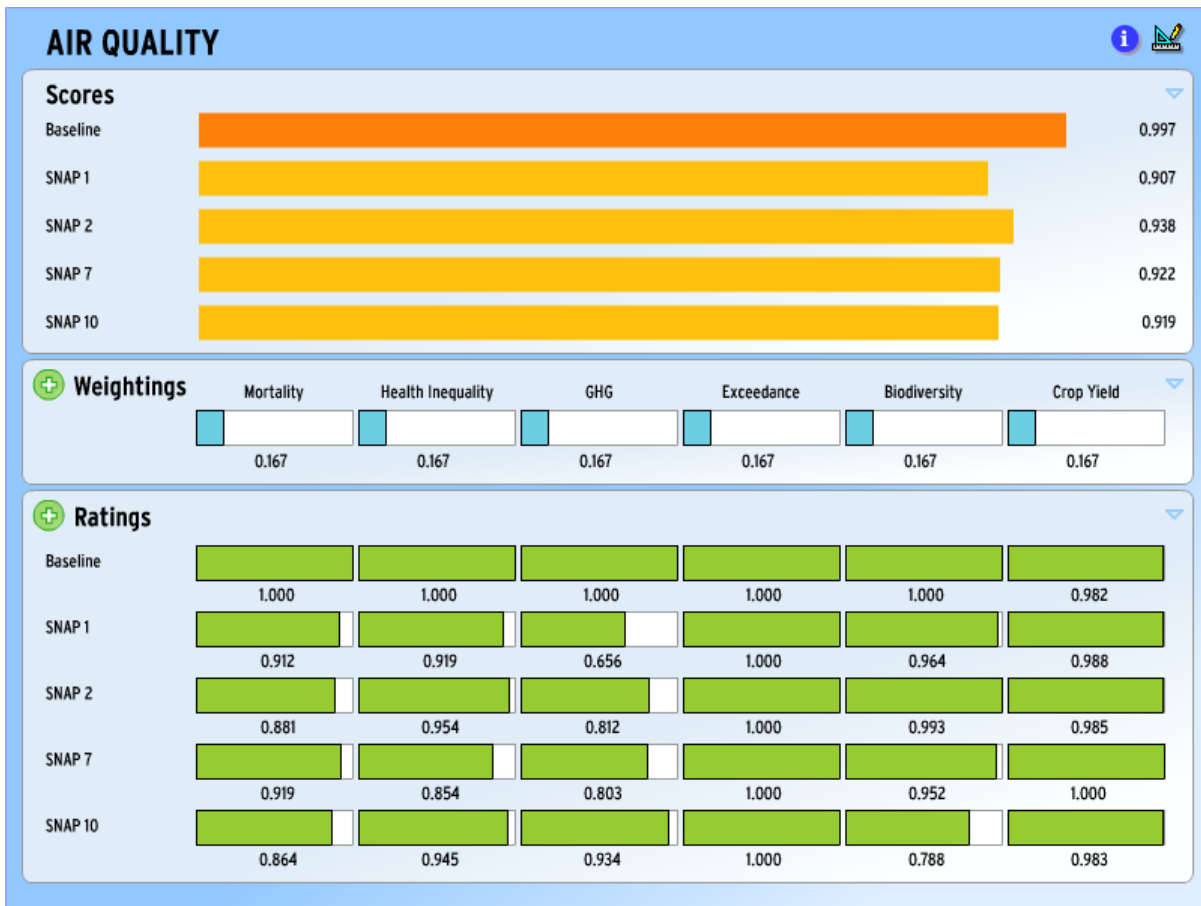 AIR QUALITY
Scores
Baseline 0.997
SNAP 1 0.907
SNAP 2 0.938
SNAP 7 0.922
SNAP 10 0.919
Weightings Mortality Health Inequality GHG Exceedance Biodiversity Crop Yield
0.167 0.167 0.167 0.167 0.167 0.167
Ratings
Baseline
1.000 1.000 1.000 1.000 1.000 0.982
SNAP 1
0.912 0.919 0.656 1.000 0.964 0.988
SNAP 2
0.881 0.954 0.812 1.000 0.993 0.985
SNAP 7
0.919 0.854 0.803 1.000 0.952 1.000
SNAP 10
0.864 0.945 0.934 1.000 0.788 0.983